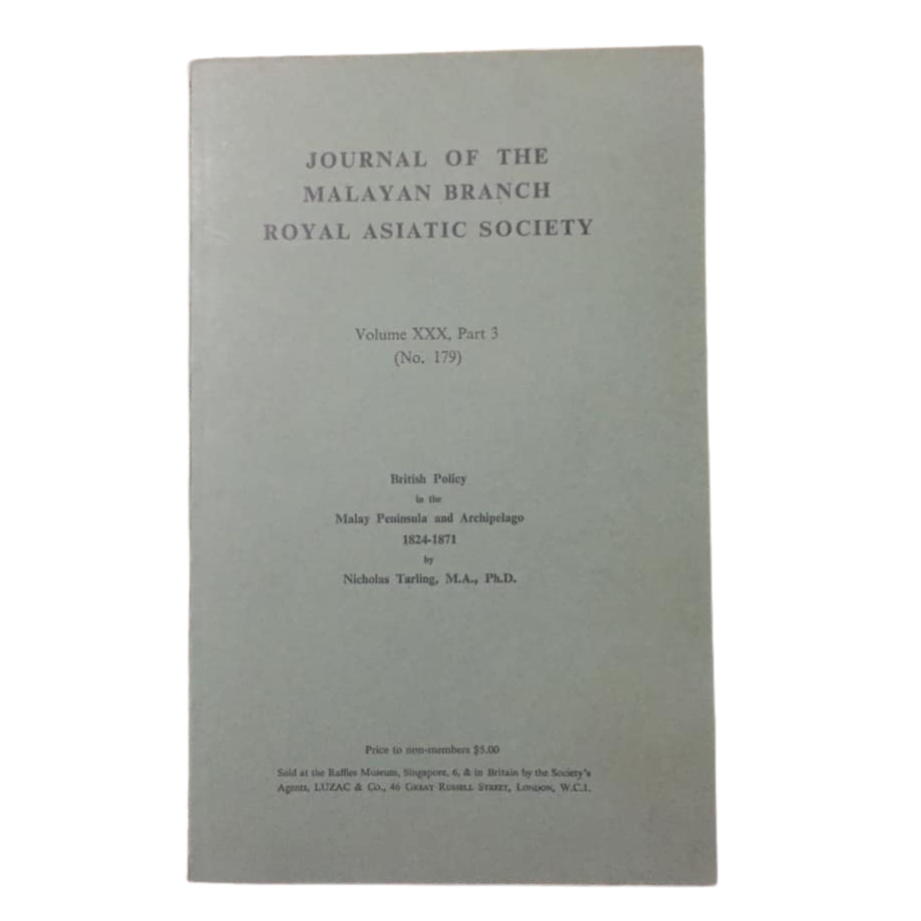 JOURNAL OF THE
MALAYAN BRANCH
ROYAL ASIATIC SOCIETY
Volume XXX, Part 3
(No. 179)
British Policy
in the
Malay Peninsula and Archipelago
1824-1871
by
Nicholas Tarling, M.A., Ph.D.
Price to non-members $5.00
Sold at the Raffles Museum, Singapore, 6, & in Britain by the Society's
Agents, LUZAC & Co., 46 GREAT RUSSELL STREET, LONDON, W.C.1.